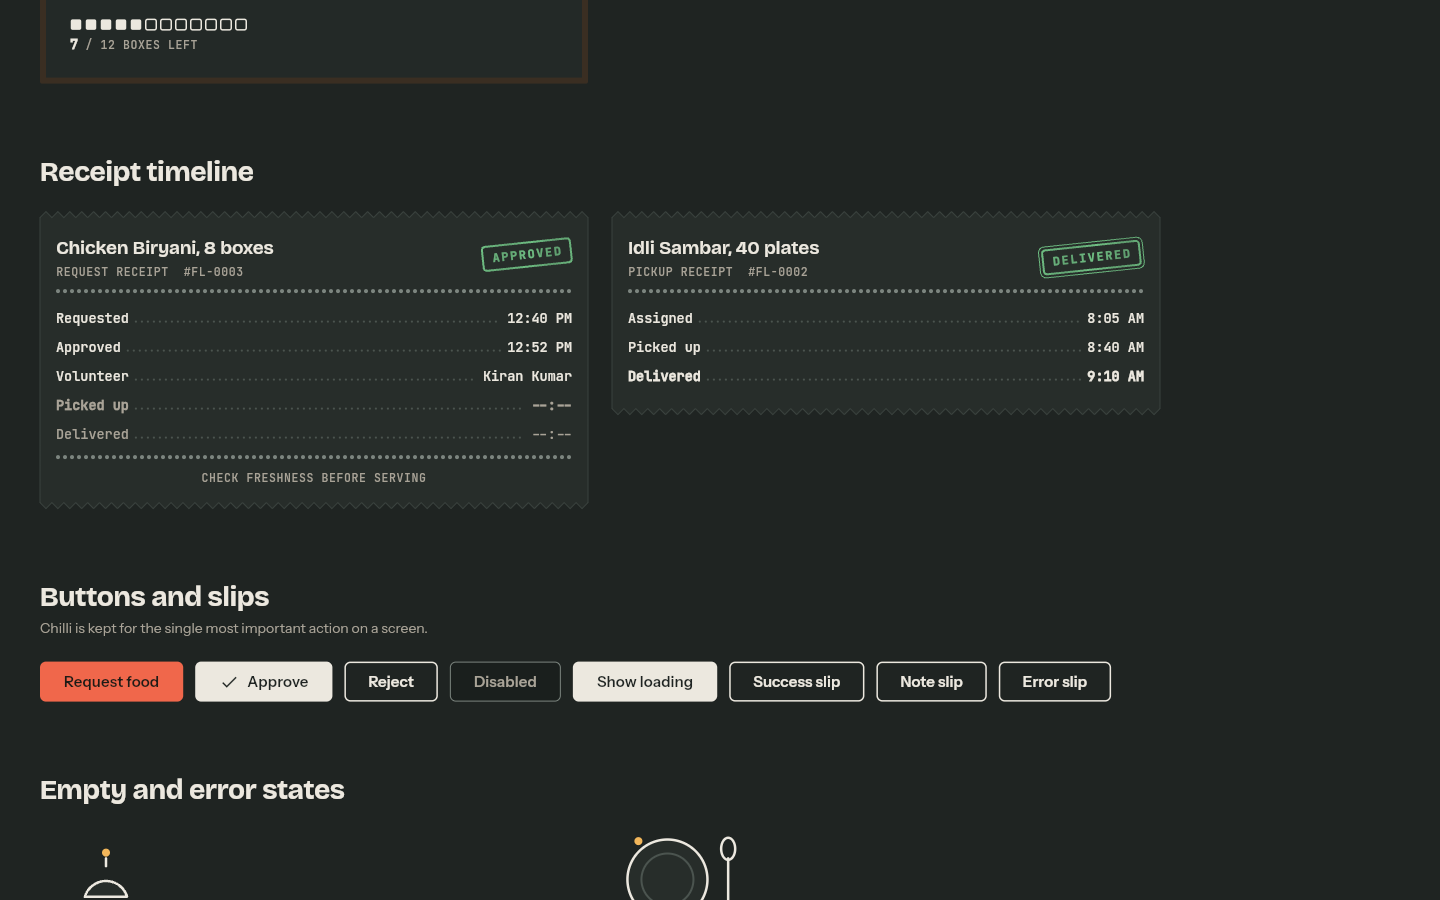 7 / 12 BOXES LEFT
Receipt timeline
Chicken Biryani, 8 boxes
APPROVED
REQUEST RECEIPT #FL-0003
Requested 12:40 PM
Approved 12:52 PM
Volunteer Kiran Kumar
Picked up --:--
Delivered --:--
CHECK FRESHNESS BEFORE SERVING
Idli Sambar, 40 plates
DELIVERED
PICKUP RECEIPT #FL-0002
Assigned 8:05 AM
Picked up 8:40 AM
Delivered 9:10 AM
Buttons and slips
Chilli is kept for the single most important action on a screen.
Request food
Approve
Reject
Disabled
Show loading
Success slip
Note slip
Error slip
Empty and error states